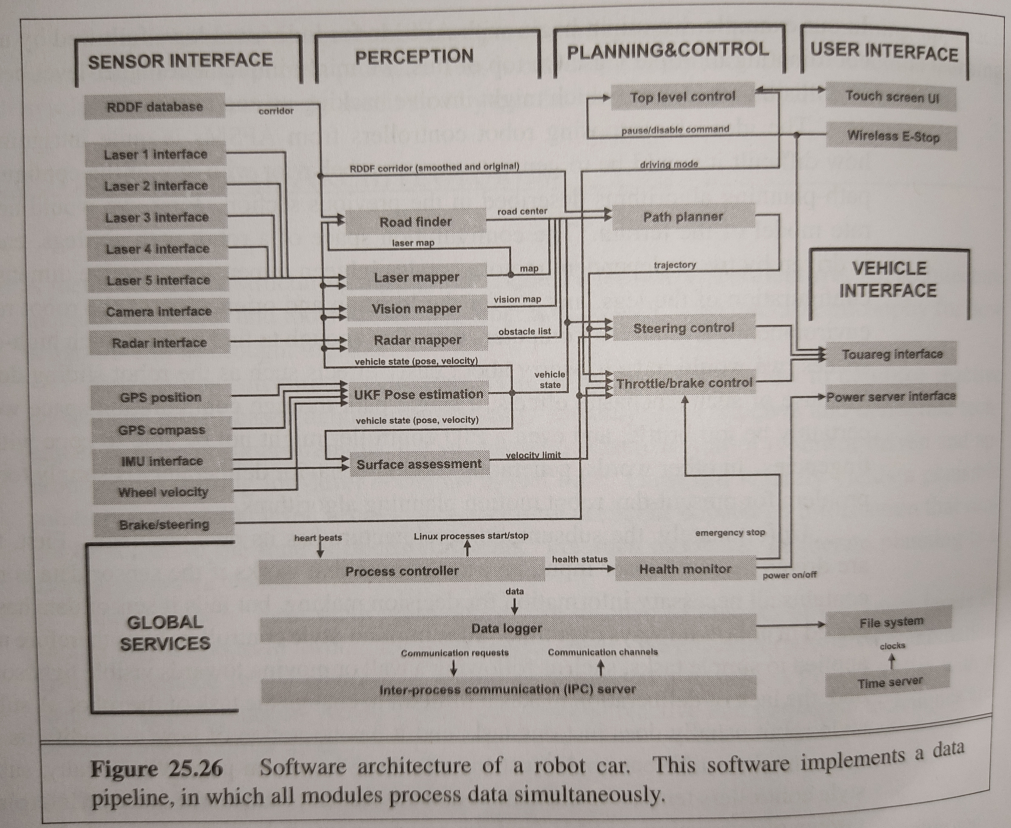 SENSOR INTERFACE
PERCEPTION
PLANNING&CONTROL
USER INTERFACE
RDDF database
corridor
Top level control
Touch screen UI
pause/disable command
Wireless E-Stop
Laser 1 interface
RDDF corridor (smoothed and original)
driving mode
Laser 2 interface
Laser 3 interface
Road finder
road center
Path planner
laser map
Laser 4 interface
Laser 5 interface
Laser mapper
map
trajectory
VEHICLE
INTERFACE
Camera interface
Vision mapper
vision map
Radar interface
Radar mapper
obstacle list
Steering control
vehicle state (pose, velocity)
vehicle
state
Touareg interface
GPS position
UKF Pose estimation
Throttle/brake control
Power server interface
GPS compass
vehicle state (pose, velocity)
IMU interface
Surface assessment
velocity limit
Wheel velocity
Brake/steering
heart beats
Linux processes start/stop
emergency stop
Process controller
health status
Health monitor
power on/off
GLOBAL
SERVICES
data
Data logger
File system
Communication requests
Communication channels
clocks
Inter-process communication (IPC) server
Time server
Figure 25.26 Software architecture of a robot car. This software implements a data
pipeline, in which all modules process data simultaneously.